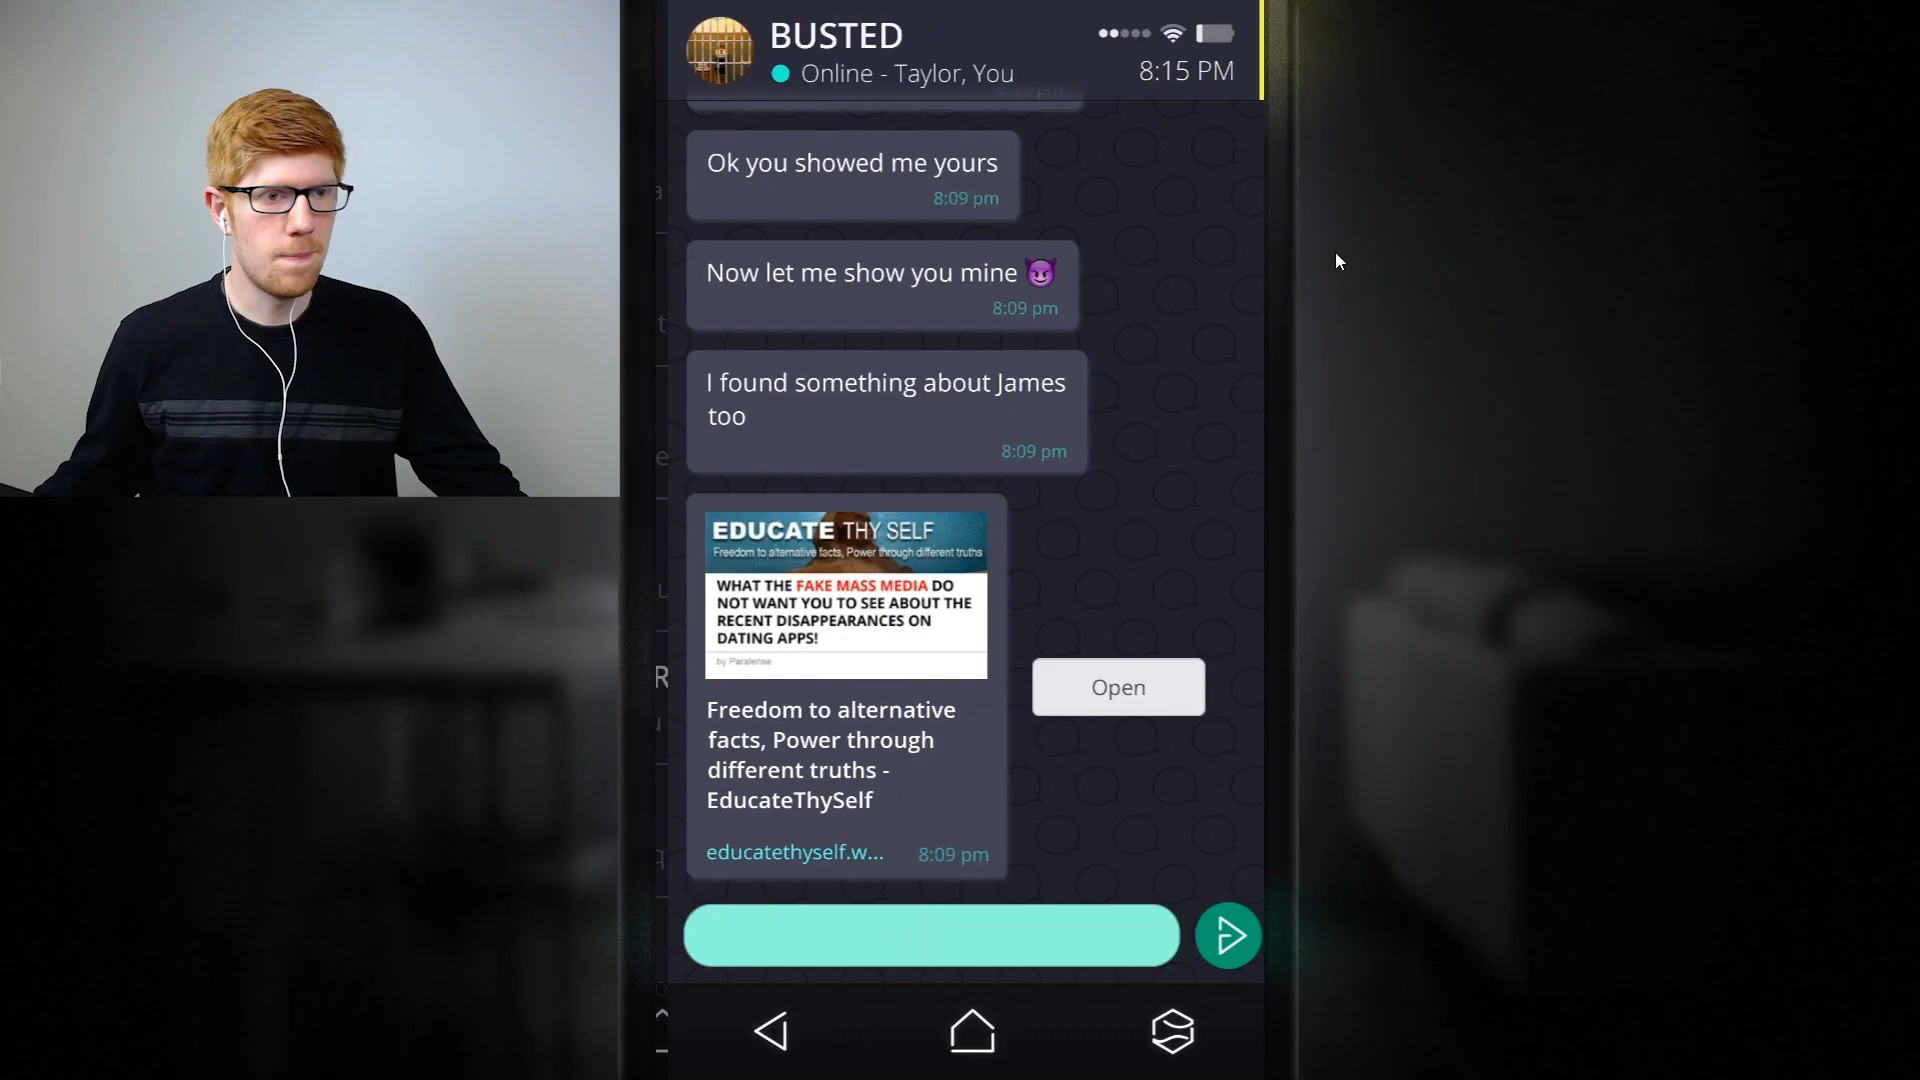 BUSTED
Online - Taylor, You
8:15 PM
Ok you showed me yours
8:09 pm
Now let me show you mine
8:09 pm
I found something about James
too
8:09 pm
EDUCATE THY SELF
Freedom to alternative facts, Power through different truths
WHAT THE FAKE MASS MEDIA DO
NOT WANT YOU TO SEE ABOUT THE
RECENT DISAPPEARANCES ON
DATING APPS!
by Paralense
Open
Freedom to alternative
facts, Power through
different truths -
EducateThySelf
educatethyself.w...
8:09 pm